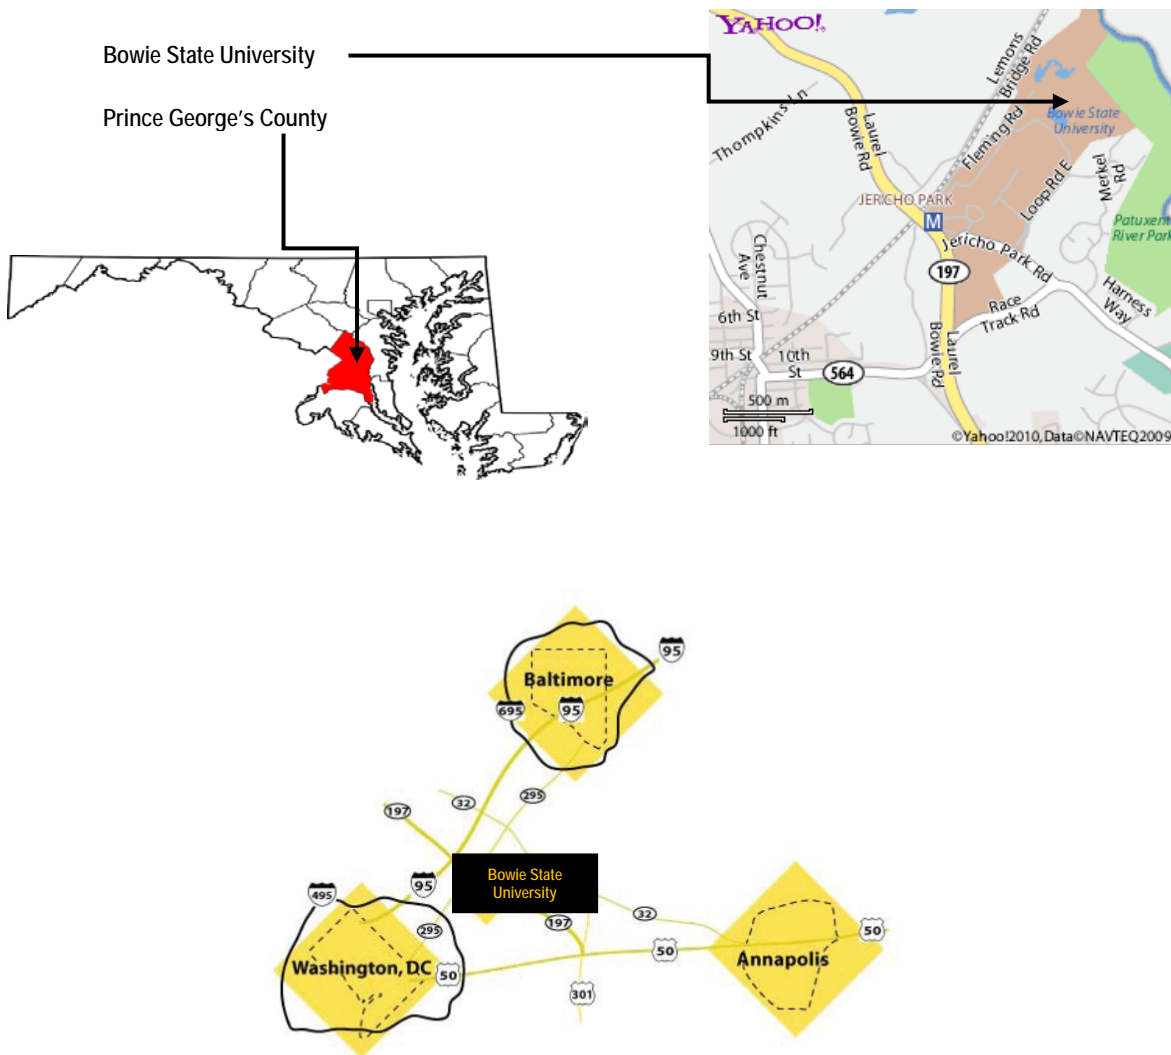 Bowie State University
Prince George's County
YAHOO!
Lemons
Bridge Rd
Thompkins Ln
Laurel
Bowie Rd
Fleming Rd
Bowie State
University
Merkel
Rd
Loop Rd E
JERICHO PARK
M
Patuxent
River Park
Jericho Park Rd
Chestnut
Ave
197
Harness
Way
Race
Track Rd
6th St
9th St
10th
St
564
Laurel
Bowie Rd
500 m
1000 ft
©Yahoo!2010,Data©NAVTEQ2009
95
Baltimore
695
95
295
32
197
Bowie State
University
95
495
32
197
295
50
50
Annapolis
Washington, DC
50
301